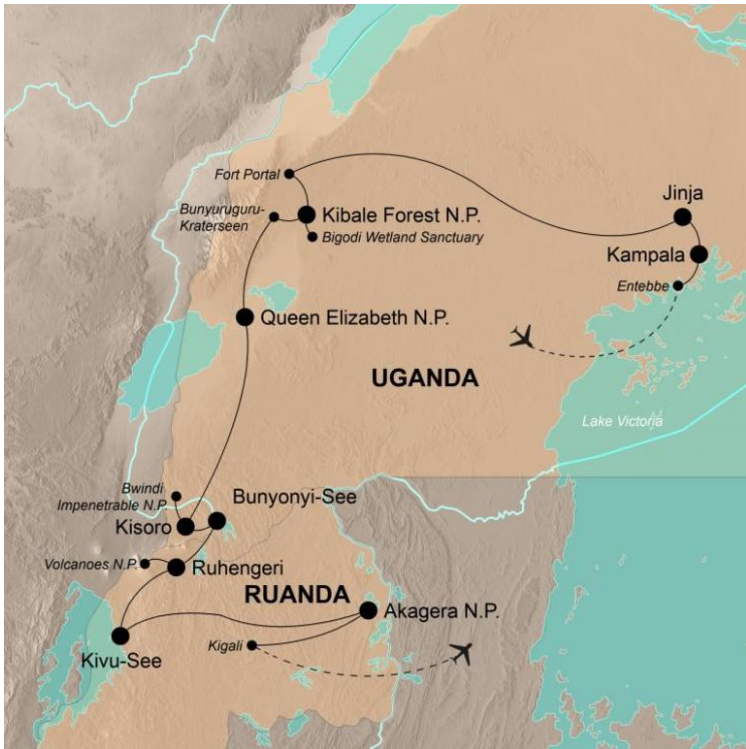 Fort Portal
Bunyuruguru-
Kraterseen
Kibale Forest N.P.
Bigodi Wetland Sanctuary
Jinja
Kampala
Entebbe
Queen Elizabeth N.P.
UGANDA
Lake Victoria
Bwindi
Impenetrable N.P.
Bunyonyi-See
Kisoro
Volcanoes N.P.
Ruhengeri
RUANDA
Akagera N.P.
Kigali
Kivu-See